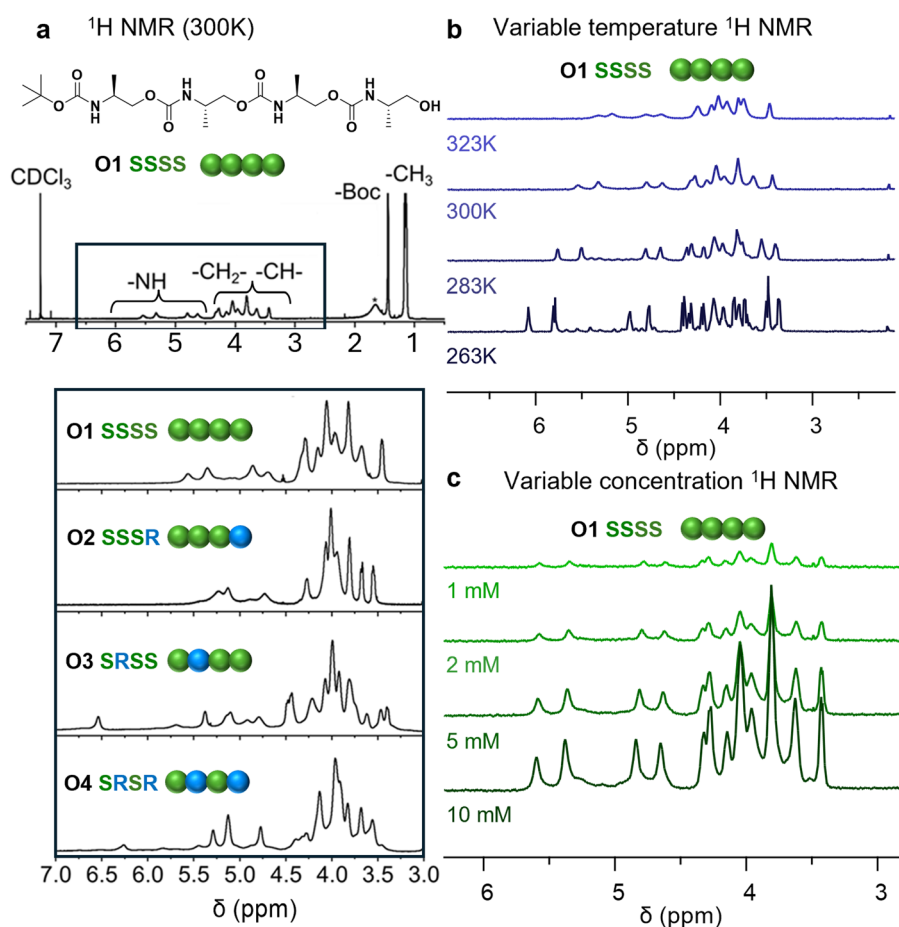 a
¹H NMR (300K)
O
O
N
H
O
H
N
O
O
N
H
O
O
H
N
O
OH
O1 SSSS
CDCl₃
-Boc
-CH₃
-NH
-CH₂-
-CH-
*
7
6
5
4
3
2
1
O1 SSSS
O2 SSSR
O3 SRSS
O4 SRSR
7.0 6.5 6.0 5.5 5.0 4.5 4.0 3.5 3.0
δ (ppm)
b
Variable temperature ¹H NMR
O1 SSSS
323K
300K
283K
263K
6 5 4 3
δ (ppm)
c
Variable concentration ¹H NMR
O1 SSSS
1 mM
2 mM
5 mM
10 mM
6 5 4 3
δ (ppm)